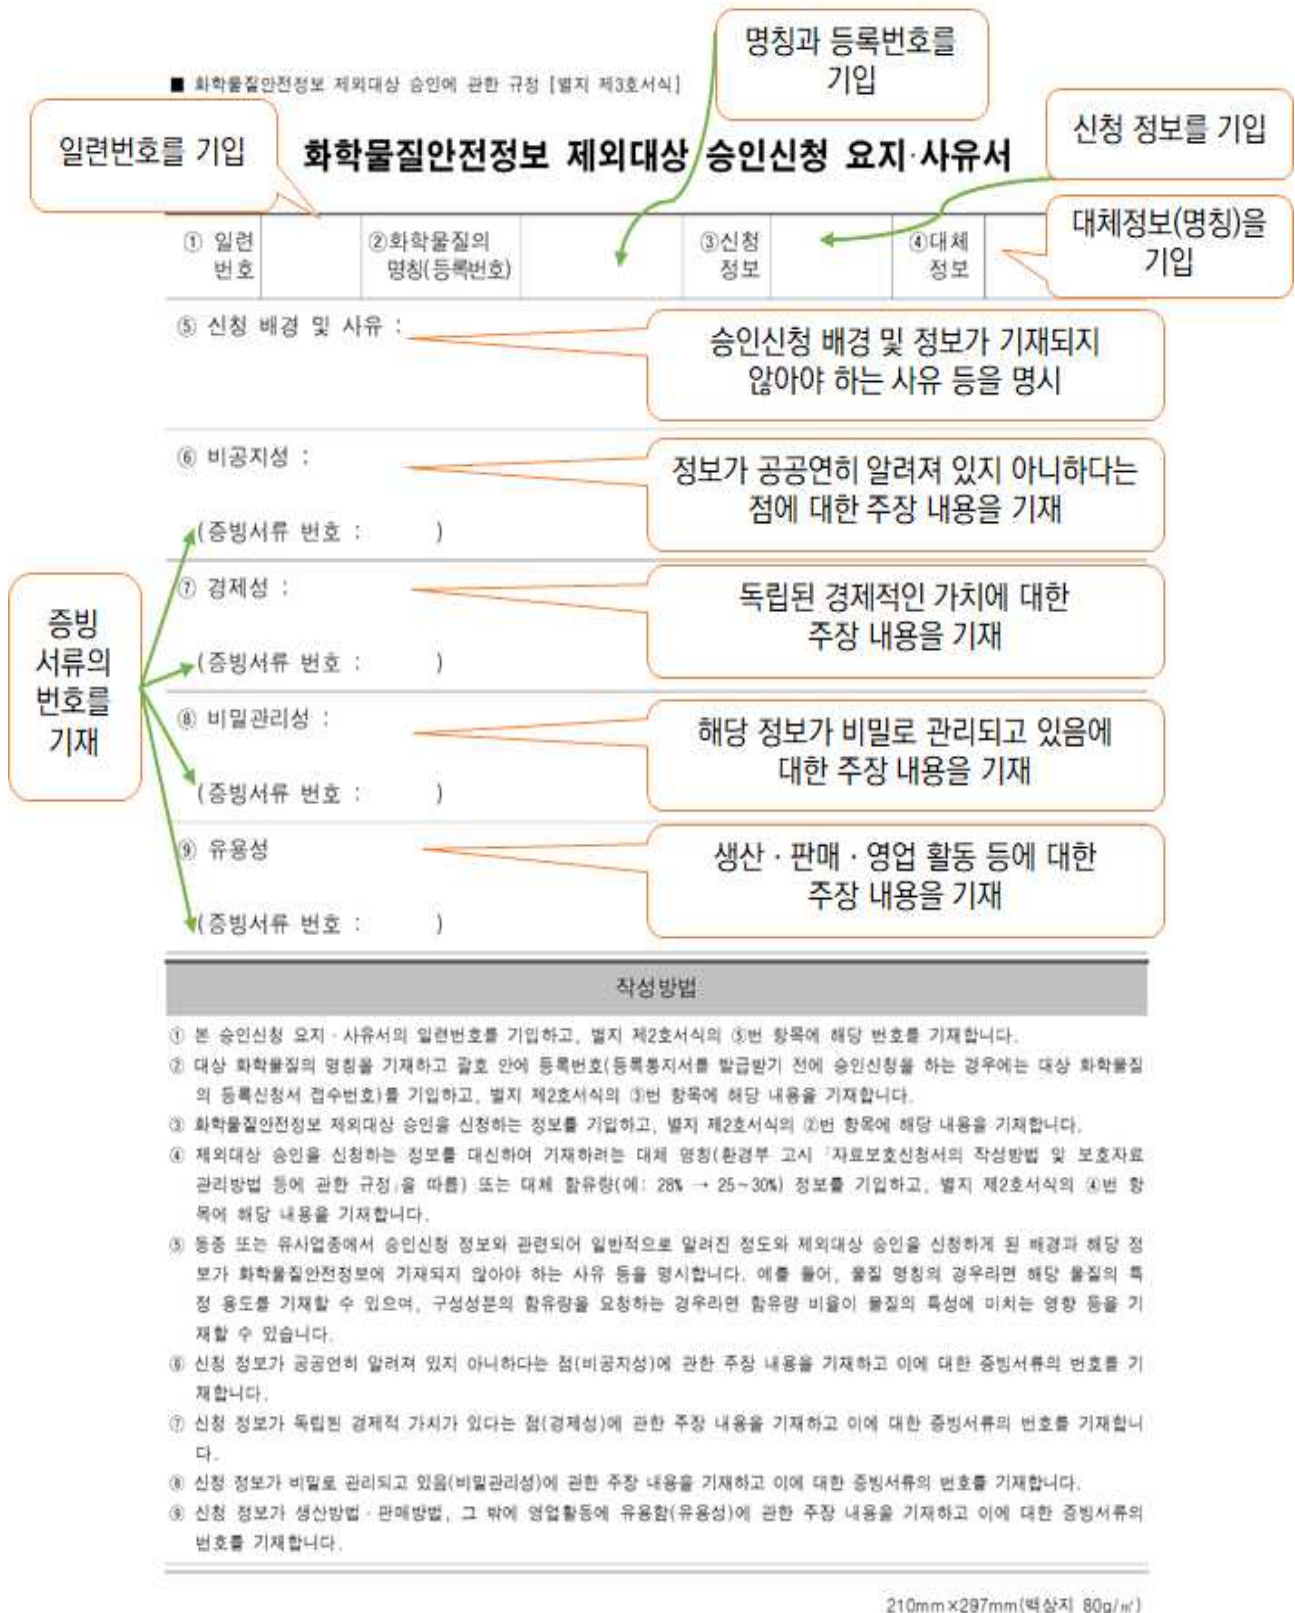 명칭과 등록번호를
기입
■ 화학물질안전정보 제외대상 승인에 관한 규정 [별지 제3호서식]
일련번호를 기입
신청 정보를 기입
화학물질안전정보 제외대상 승인신청 요지·사유서
대체정보(명칭)을
기입
① 일련
번호
②화학물질의
명칭(등록번호)
③신청
정보
④대체
정보
⑤ 신청 배경 및 사유 :
승인신청 배경 및 정보가 기재되지
않아야 하는 사유 등을 명시
⑥ 비공지성 :
정보가 공공연히 알려져 있지 아니하다는
점에 대한 주장 내용을 기재
(증빙서류 번호 : )
증빙
서류의
번호를
기재
⑦ 경제성 :
독립된 경제적인 가치에 대한
주장 내용을 기재
(증빙서류 번호 : )
⑧ 비밀관리성 :
해당 정보가 비밀로 관리되고 있음에
대한 주장 내용을 기재
(증빙서류 번호 : )
⑨ 유용성
생산 · 판매 · 영업 활동 등에 대한
주장 내용을 기재
(증빙서류 번호 : )
작성방법
① 본 승인신청 요지·사유서의 일련번호를 기입하고, 별지 제2호서식의 ⑤번 항목에 해당 번호를 기재합니다.
② 대상 화학물질의 명칭을 기재하고 괄호 안에 등록번호(등록통지서를 발급받기 전에 승인신청을 하는 경우에는 대상 화학물질
의 등록신청서 접수번호)를 기입하고, 별지 제2호서식의 ③번 항목에 해당 내용을 기재합니다.
③ 화학물질안전정보 제외대상 승인을 신청하는 정보를 기입하고, 별지 제2호서식의 ②번 항목에 해당 내용을 기재합니다.
④ 제외대상 승인을 신청하는 정보를 대신하여 기재하려는 대체 명칭(환경부 고시 「자료보호신청서의 작성방법 및 보호자료
관리방법 등에 관한 규정」을 따름) 또는 대체 함유량(예: 28% → 25~30%) 정보를 기입하고, 별지 제2호서식의 ④번 항
목에 해당 내용을 기재합니다.
⑤ 동종 또는 유사업종에서 승인신청 정보와 관련되어 일반적으로 알려진 정도와 제외대상 승인을 신청하게 된 배경과 해당 정
보가 화학물질안전정보에 기재되지 않아야 하는 사유 등을 명시합니다. 예를 들어, 물질 명칭의 경우라면 해당 물질의 특
정 용도를 기재할 수 있으며, 구성성분의 함유량을 요청하는 경우라면 함유량 비율이 물질의 특성에 미치는 영향 등을 기
재할 수 있습니다.
⑥ 신청 정보가 공공연히 알려져 있지 아니하다는 점(비공지성)에 관한 주장 내용을 기재하고 이에 대한 증빙서류의 번호를 기
재합니다.
⑦ 신청 정보가 독립된 경제적 가치가 있다는 점(경제성)에 관한 주장 내용을 기재하고 이에 대한 증빙서류의 번호를 기재합니
다.
⑧ 신청 정보가 비밀로 관리되고 있음(비밀관리성)에 관한 주장 내용을 기재하고 이에 대한 증빙서류의 번호를 기재합니다.
⑨ 신청 정보가 생산방법·판매방법, 그 밖에 영업활동에 유용함(유용성)에 관한 주장 내용을 기재하고 이에 대한 증빙서류의
번호를 기재합니다.
210mm×297mm(백상지 80g/㎡)